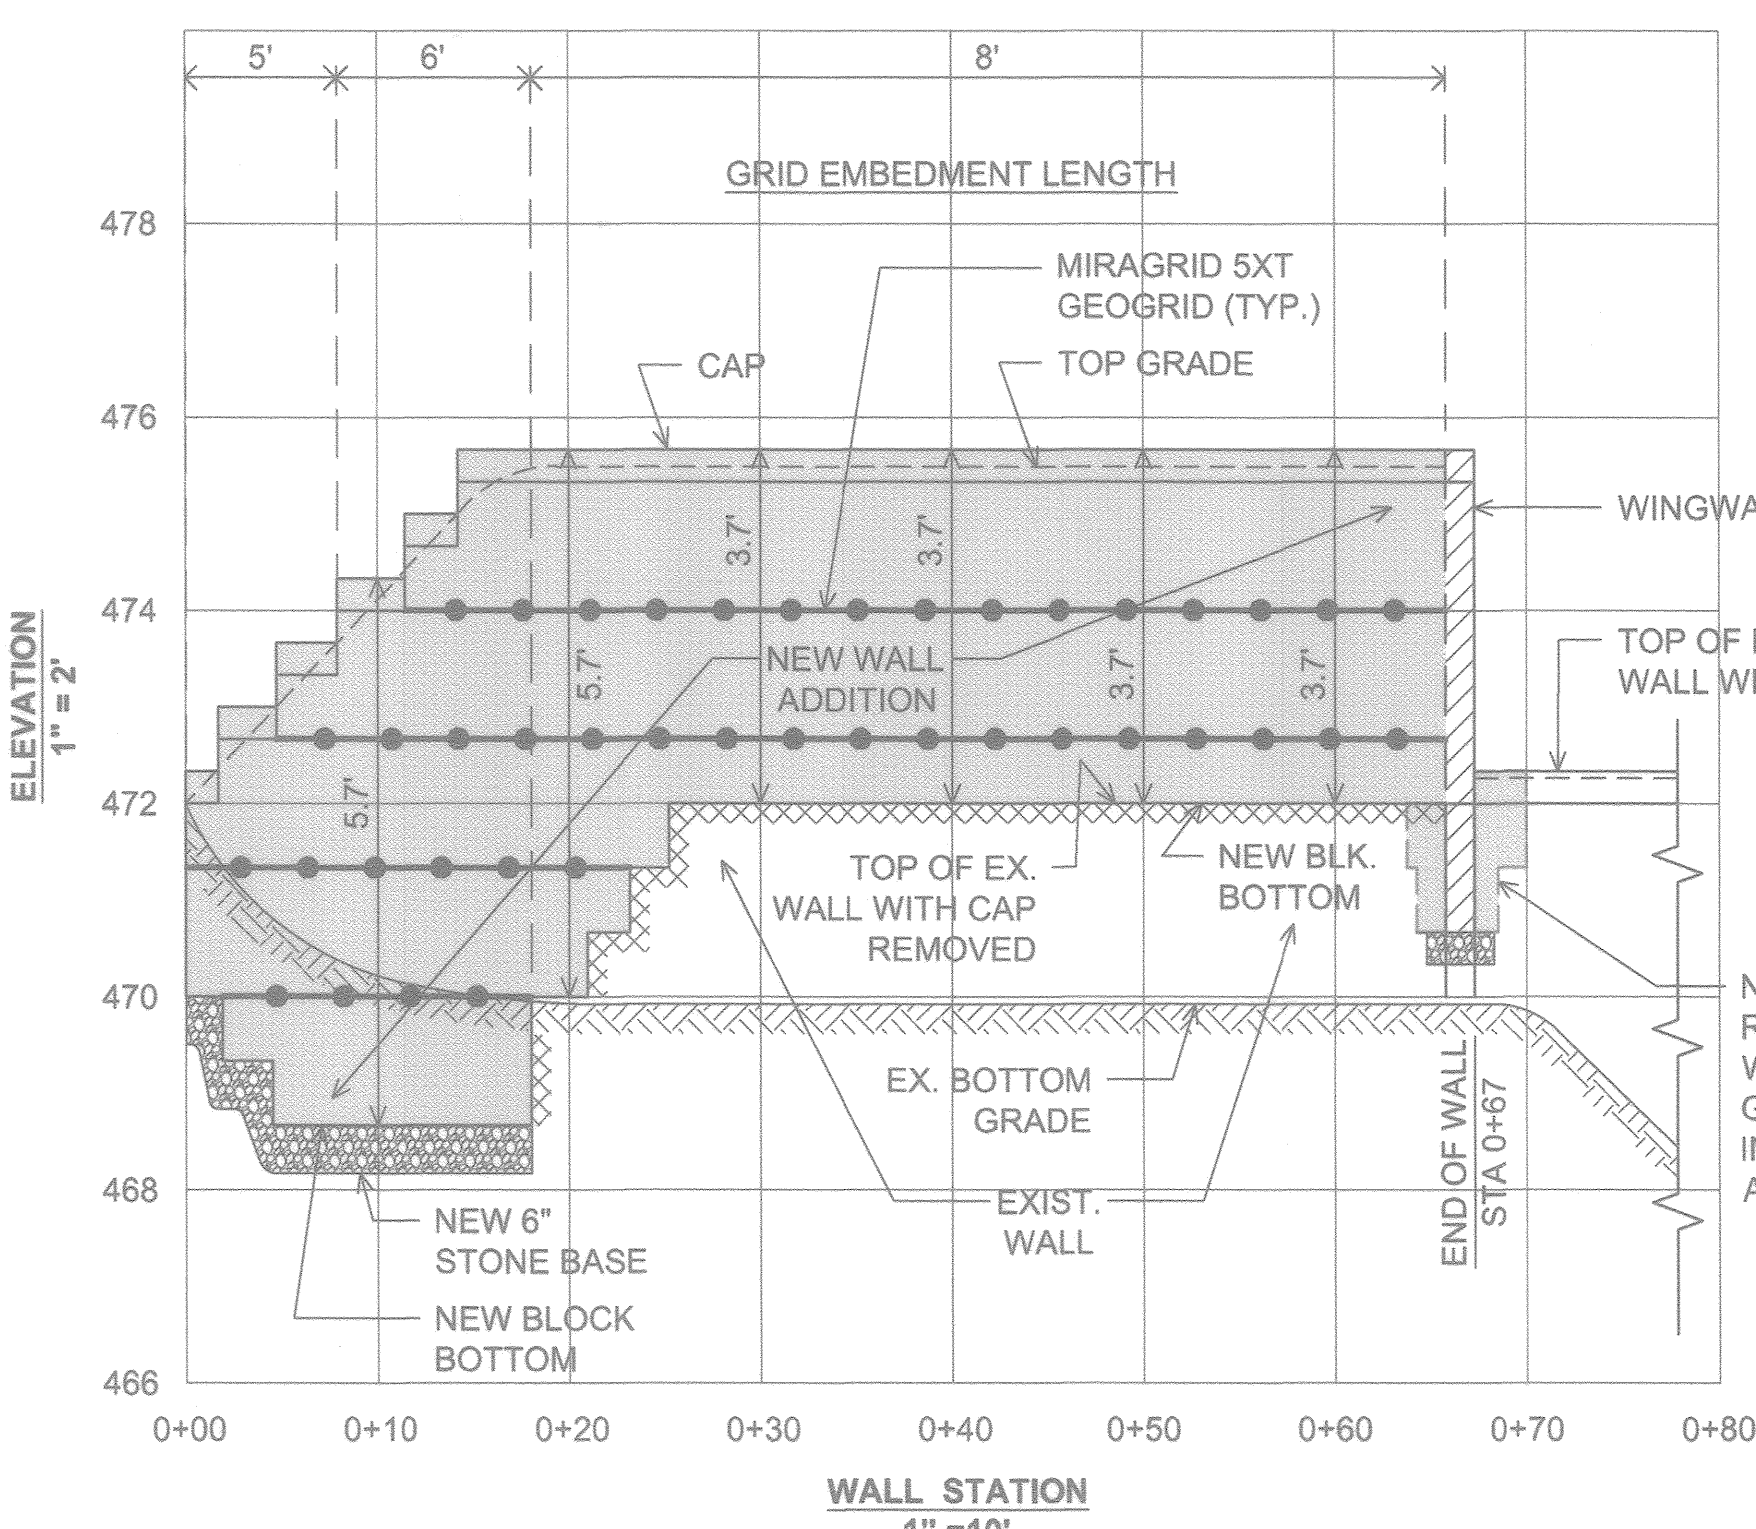 5' 6' 8'
GRID EMBEDMENT LENGTH
478
MIRAGRID 5XT
GEOGRID (TYP.)
CAP
TOP GRADE
476
WINGWA
3.7' 3.7'
474
ELEVATION
1" = 2'
TOP OF
WALL WI
NEW WALL
ADDITION
5.7' 3.7' 3.7'
5.7'
472
TOP OF EX.
WALL WITH CAP
REMOVED
NEW BLK.
BOTTOM
470
N
R
W
G
IN
A
EX. BOTTOM
GRADE
END OF WALL
STA 0+67
468
EXIST.
WALL
NEW 6"
STONE BASE
NEW BLOCK
BOTTOM
466
0+00 0+10 0+20 0+30 0+40 0+50 0+60 0+70 0+80
WALL STATION
1" =10'